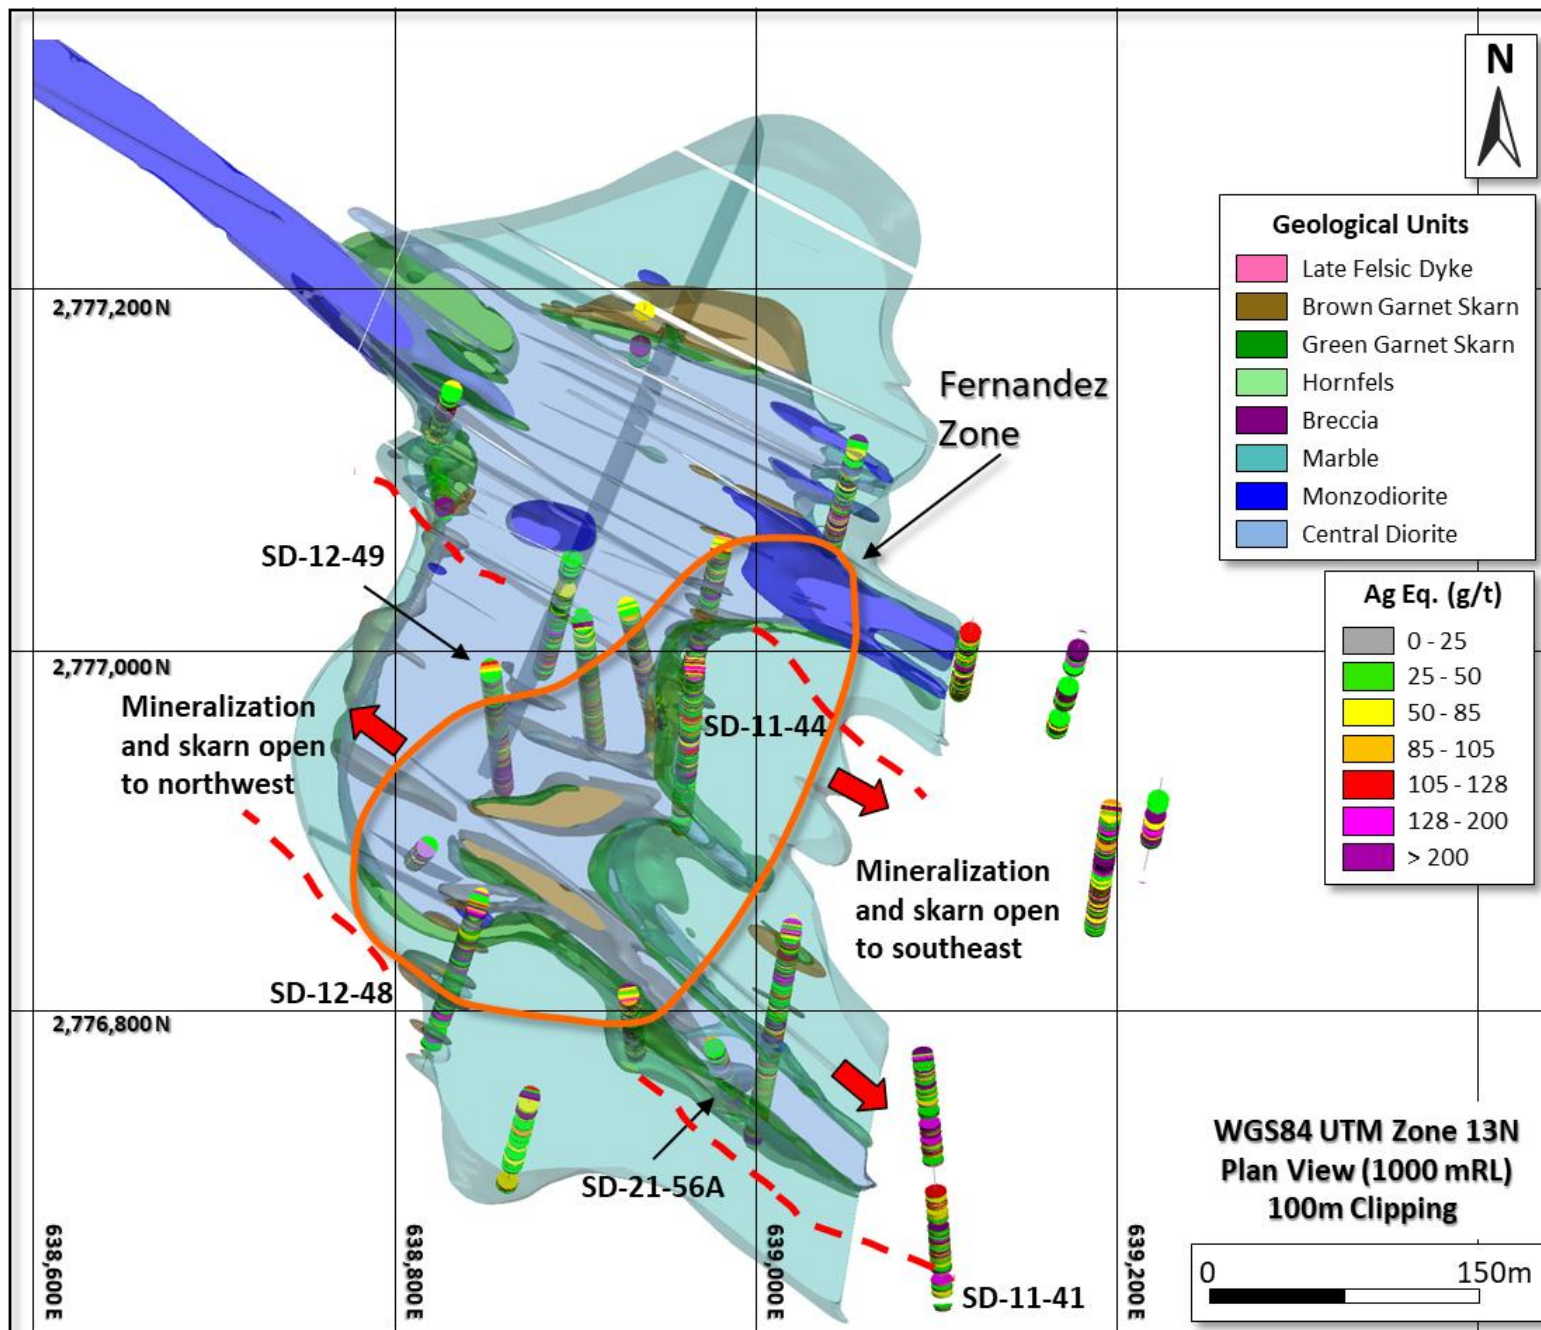 N
Geological Units
Late Felsic Dyke
Brown Garnet Skarn
Green Garnet Skarn
Hornfels
Breccia
Marble
Monzodiorite
Central Diorite
Ag Eq. (g/t)
0 - 25
25 - 50
50 - 85
85 - 105
105 - 128
128 - 200
> 200
2,777,200 N
Fernandez
Zone
SD-12-49
2,777,000 N
Mineralization
and skarn open
to northwest
SD-11-44
Mineralization
and skarn open
to southeast
SD-12-48
2,776,800 N
SD-21-56A
SD-11-41
WGS84 UTM Zone 13N
Plan View (1000 mRL)
100m Clipping
638,600 E
638,800 E
639,000 E
639,200 E
0 150m